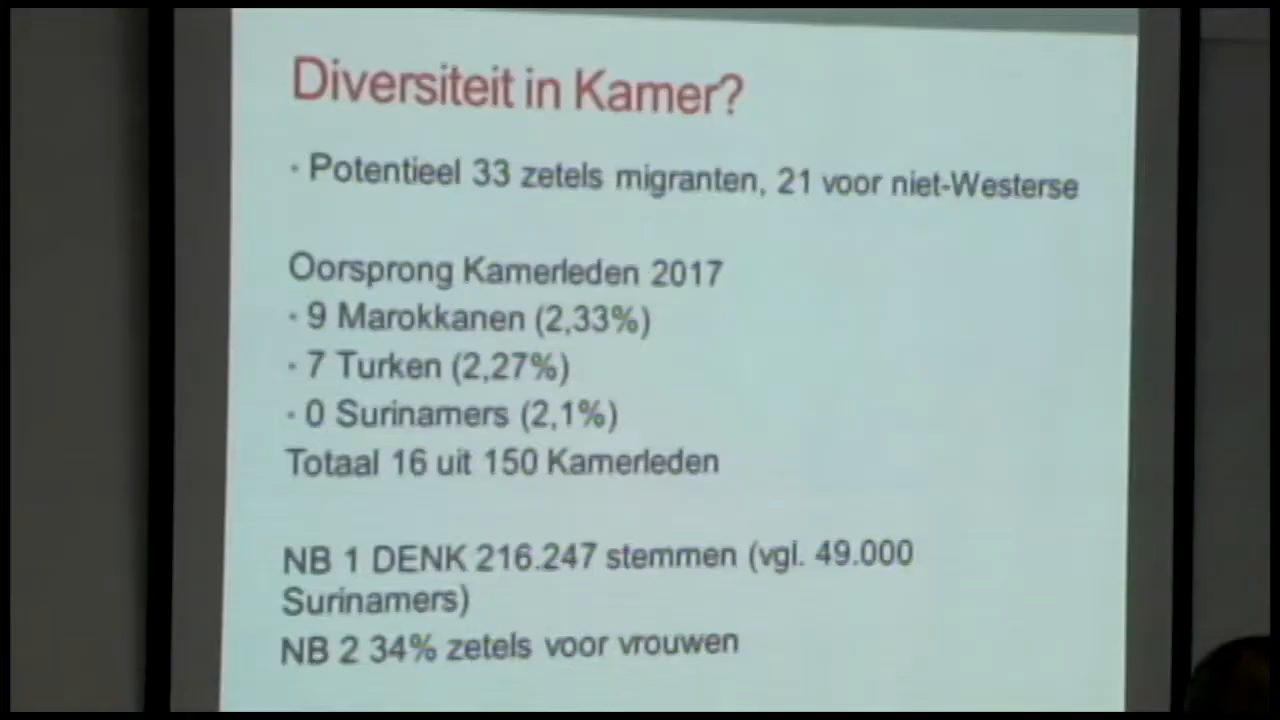 Diversiteit in Kamer?
· Potentieel 33 zetels migranten, 21 voor niet-Westerse
Oorsprong Kamerleden 2017
· 9 Marokkanen (2,33%)
· 7 Turken (2,27%)
· 0 Surinamers (2,1%)
Totaal 16 uit 150 Kamerleden
NB 1 DENK 216.247 stemmen (vgl. 49.000
Surinamers)
NB 2 34% zetels voor vrouwen